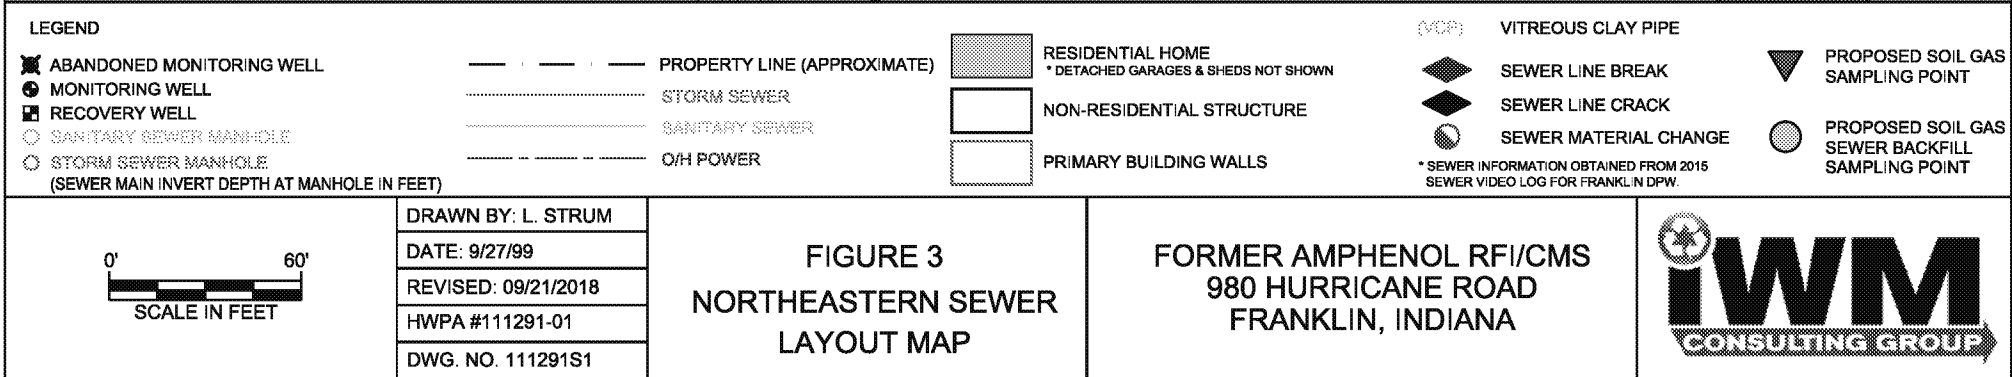 LEGEND
ABANDONED MONITORING WELL
MONITORING WELL
RECOVERY WELL
SANITARY SEWER MANHOLE
STORM SEWER MANHOLE
(SEWER MAIN INVERT DEPTH AT MANHOLE IN FEET)
PROPERTY LINE (APPROXIMATE)
STORM SEWER
SANITARY SEWER
O/H POWER
RESIDENTIAL HOME
* DETACHED GARAGES & SHEDS NOT SHOWN
NON-RESIDENTIAL STRUCTURE
PRIMARY BUILDING WALLS
(VCP) VITREOUS CLAY PIPE
SEWER LINE BREAK
SEWER LINE CRACK
SEWER MATERIAL CHANGE
* SEWER INFORMATION OBTAINED FROM 2015
SEWER VIDEO LOG FOR FRANKLIN DPW.
PROPOSED SOIL GAS
SAMPLING POINT
PROPOSED SOIL GAS
SEWER BACKFILL
SAMPLING POINT
0' 60'
SCALE IN FEET
DRAWN BY: L. STRUM
DATE: 9/27/99
REVISED: 09/21/2018
HWPA #111291-01
DWG. NO. 111291S1
FIGURE 3
NORTHEASTERN SEWER
LAYOUT MAP
FORMER AMPHENOL RFI/CMS
980 HURRICANE ROAD
FRANKLIN, INDIANA
iWM
CONSULTING GROUP